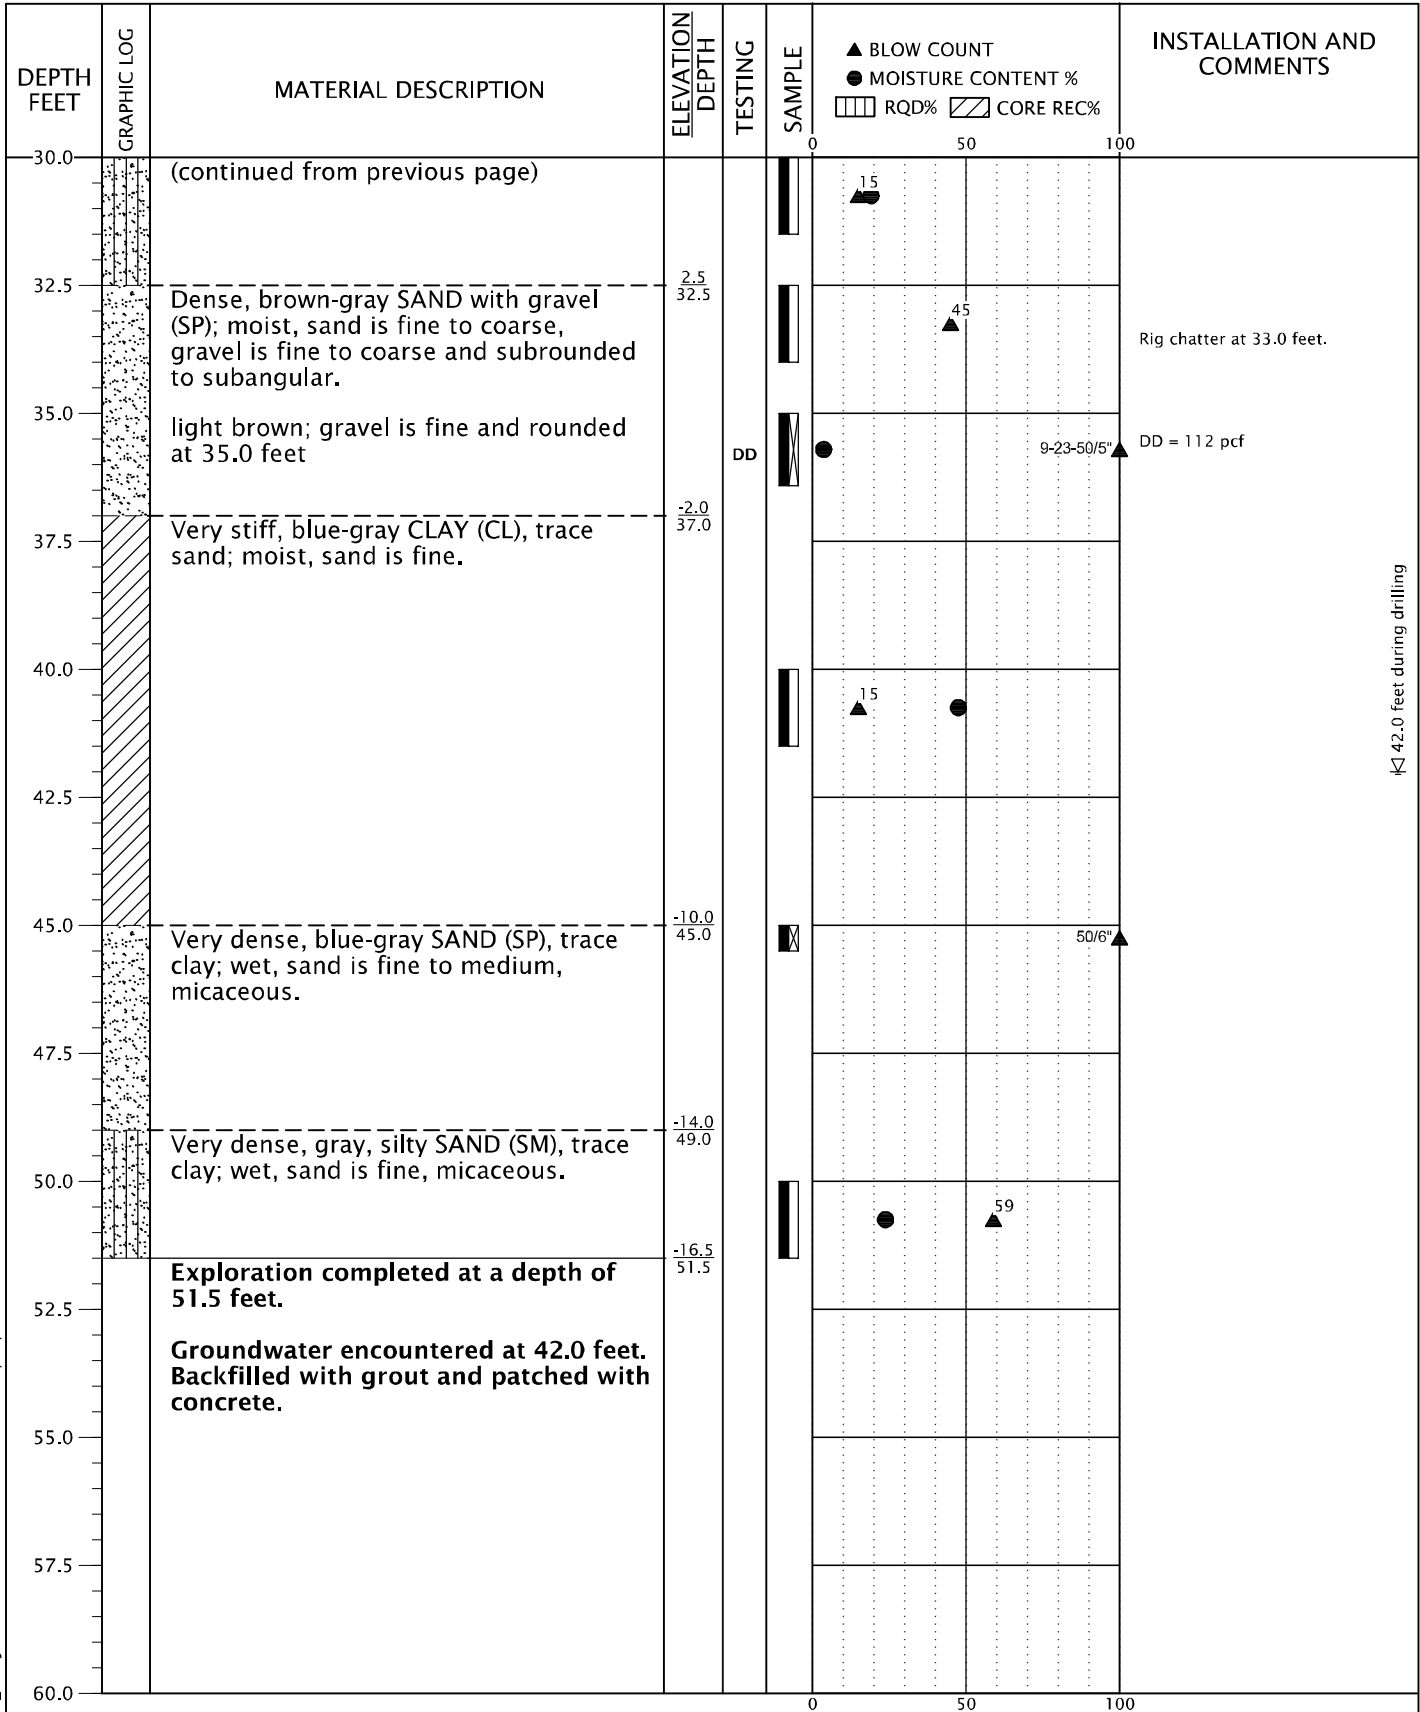 DEPTH
FEET
GRAPHIC LOG
MATERIAL DESCRIPTION
ELEVATION
DEPTH
TESTING
SAMPLE
▲ BLOW COUNT
● MOISTURE CONTENT %
RQD% CORE REC%
INSTALLATION AND
COMMENTS
0 50 100
30.0
(continued from previous page)
15
32.5
2.5
32.5
Dense, brown-gray SAND with gravel
(SP); moist, sand is fine to coarse,
gravel is fine to coarse and subrounded
to subangular.
45
Rig chatter at 33.0 feet.
35.0
light brown; gravel is fine and rounded
at 35.0 feet
DD
9-23-50/5"
DD = 112 pcf
-2.0
37.0
Very stiff, blue-gray CLAY (CL), trace
sand; moist, sand is fine.
37.5
40.0
15
42.0 feet during drilling
42.5
45.0
-10.0
45.0
Very dense, blue-gray SAND (SP), trace
clay; wet, sand is fine to medium,
micaceous.
50/6"
47.5
-14.0
49.0
Very dense, gray, silty SAND (SM), trace
clay; wet, sand is fine, micaceous.
50.0
59
-16.5
51.5
Exploration completed at a depth of
51.5 feet.
52.5
Groundwater encountered at 42.0 feet.
Backfilled with grout and patched with
concrete.
55.0
57.5
60.0
0 50 100